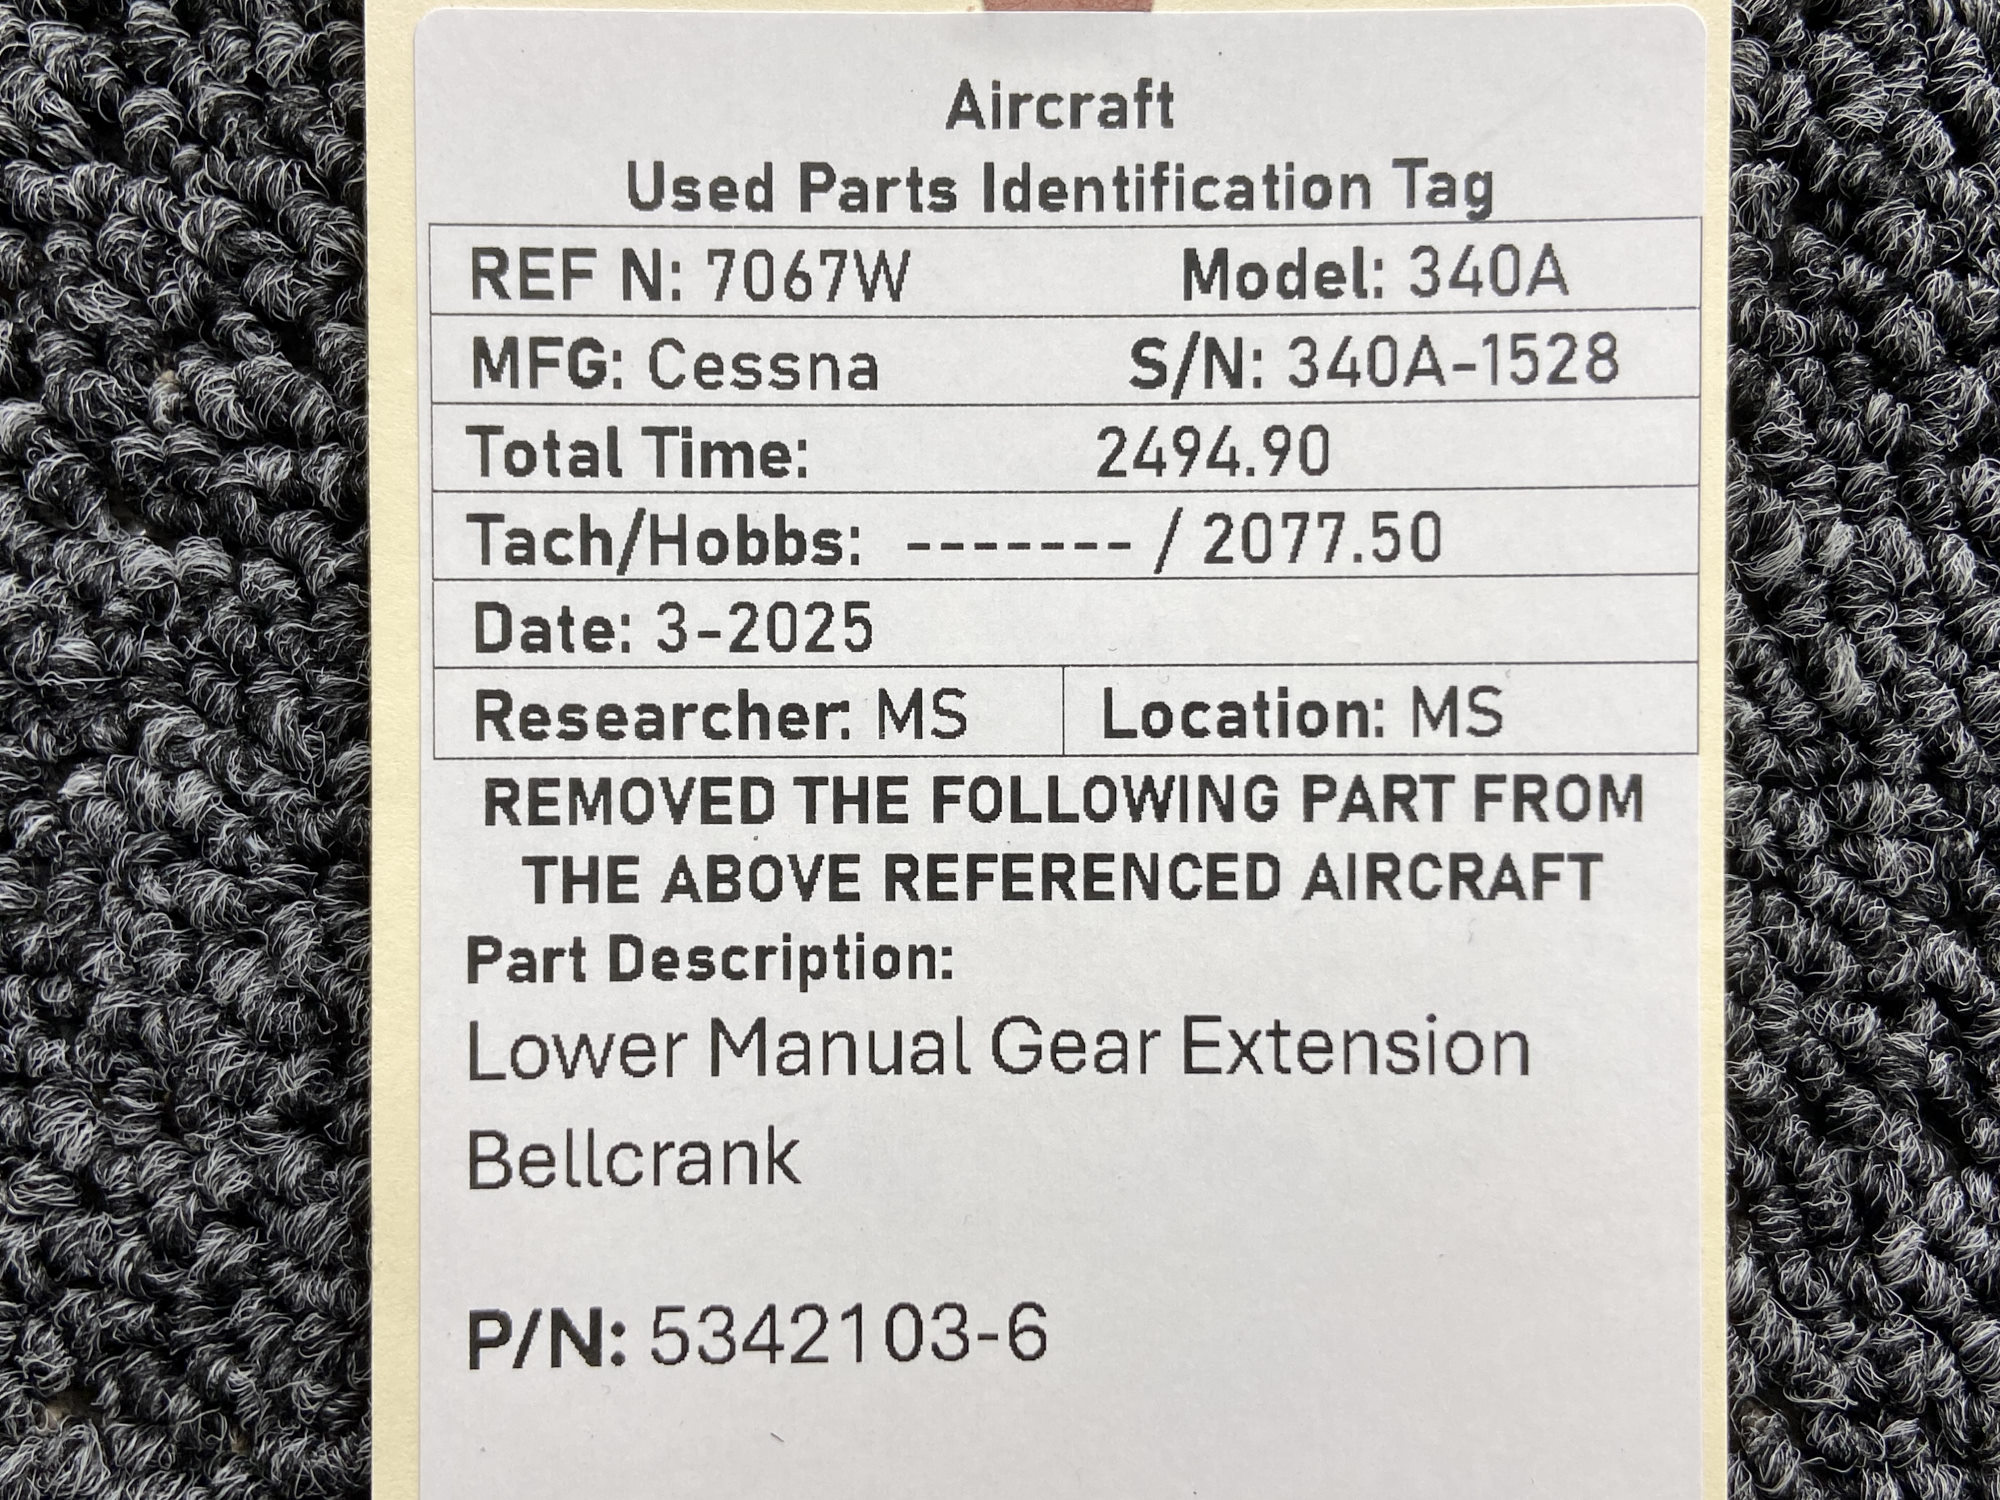 Aircraft
Used Parts Identification Tag
REF N: 7067W Model: 340A
MFG: Cessna S/N: 340A-1528
Total Time: 2494.90
Tach/Hobbs: ------- / 2077.50
Date: 3-2025
Researcher: MS Location: MS
REMOVED THE FOLLOWING PART FROM
THE ABOVE REFERENCED AIRCRAFT
Part Description:
Lower Manual Gear Extension
Bellcrank
P/N: 5342103-6